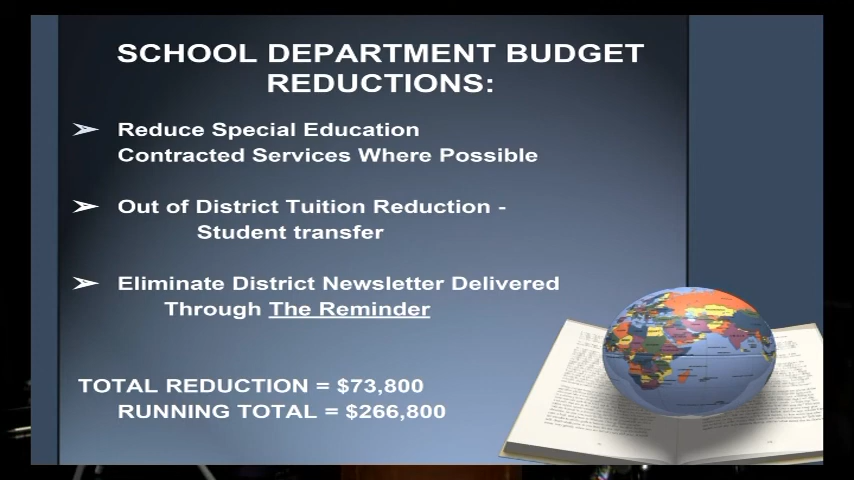 SCHOOL DEPARTMENT BUDGET
REDUCTIONS:
➢ Reduce Special Education
Contracted Services Where Possible
➢ Out of District Tuition Reduction -
Student transfer
➢ Eliminate District Newsletter Delivered
Through The Reminder
TOTAL REDUCTION = $73,800
RUNNING TOTAL = $266,800